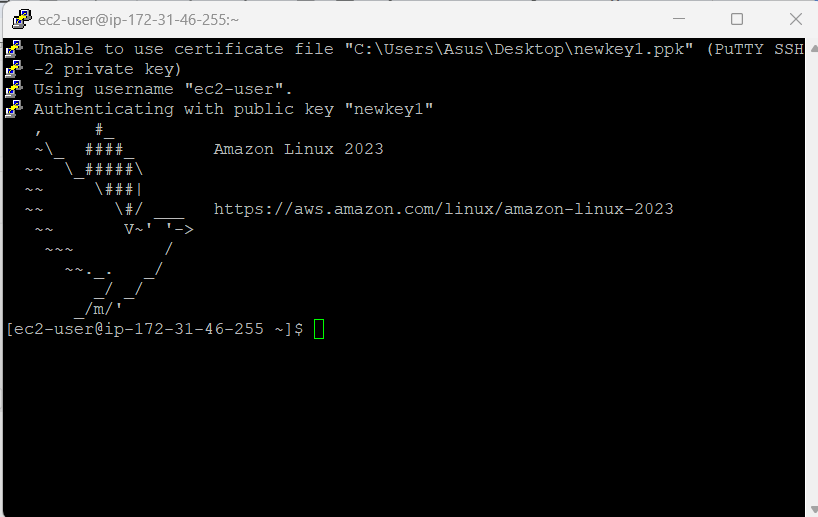 ec2-user@ip-172-31-46-255:~
Unable to use certificate file "C:\Users\Asus\Desktop\newkey1.ppk" (PuTTY SSH
-2 private key)
Using username "ec2-user".
Authenticating with public key "newkey1"
   ,     #_
   ~\_  ####_        Amazon Linux 2023
  ~~  \_#####\
  ~~     \###|
  ~~       \#/ ___   https://aws.amazon.com/linux/amazon-linux-2023
   ~~       V~' '->
    ~~~         /
      ~~._.   _/
         _/ _/
       _/m/'
[ec2-user@ip-172-31-46-255 ~]$